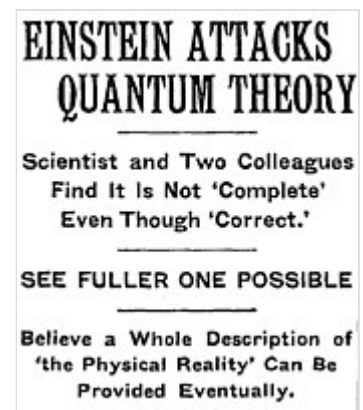 EINSTEIN ATTACKS
QUANTUM THEORY
Scientist and Two Colleagues
Find It Is Not ‘Complete’
Even Though ‘Correct.’
SEE FULLER ONE POSSIBLE
Believe a Whole Description of
‘the Physical Reality’ Can Be
Provided Eventually.